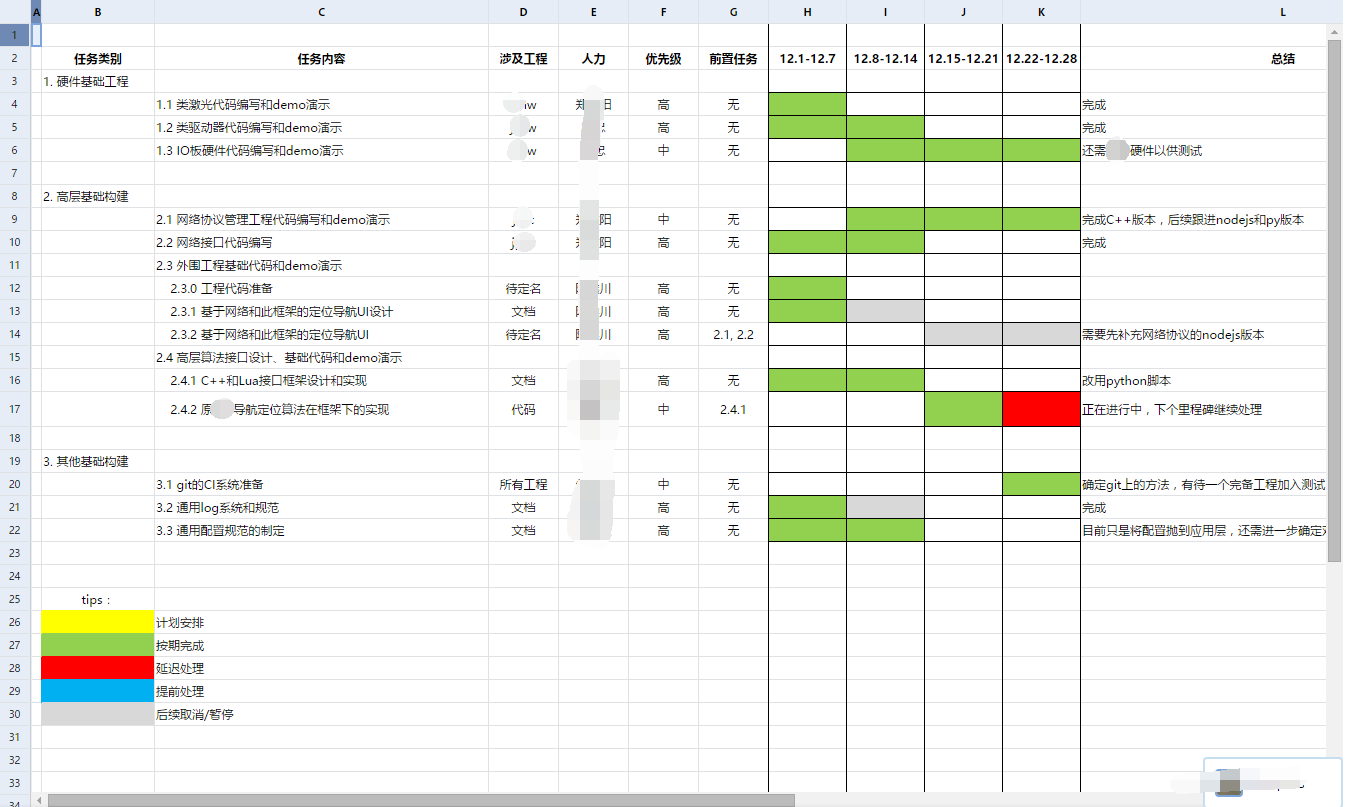 A B C D E F G H I J K L
1
2 任务类别 任务内容 涉及工程 人力 优先级 前置任务 12.1-12.7 12.8-12.14 12.15-12.21 12.22-12.28 总结
3 1. 硬件基础工程
4 1.1 类激光代码编写和demo演示 高 无 完成
5 1.2 类驱动器代码编写和demo演示 高 无 完成
6 1.3 IO板硬件代码编写和demo演示 中 无 还需 硬件以供测试
7
8 2. 高层基础构建
9 2.1 网络协议管理工程代码编写和demo演示 阳 中 无 完成C++版本，后续跟进nodejs和py版本
10 2.2 网络接口代码编写 阳 高 无 完成
11 2.3 外围工程基础代码和demo演示
12 2.3.0 工程代码准备 待定名 川 高 无
13 2.3.1 基于网络和此框架的定位导航UI设计 文档 川 高 无
14 2.3.2 基于网络和此框架的定位导航UI 待定名 川 高 2.1, 2.2 需要先补充网络协议的nodejs版本
15 2.4 高层算法接口设计、基础代码和demo演示
16 2.4.1 C++和Lua接口框架设计和实现 文档 高 无 改用python脚本
17 2.4.2 原 导航定位算法在框架下的实现 代码 中 2.4.1 正在进行中，下个里程碑继续处理
18
19 3. 其他基础构建
20 3.1 git的CI系统准备 所有工程 中 无 确定git上的方法，有待一个完备工程加入测试
21 3.2 通用log系统和规范 文档 高 无 完成
22 3.3 通用配置规范的制定 文档 高 无 目前只是将配置抛到应用层，还需进一步确定
23
24
25 tips：
26 计划安排
27 按期完成
28 延迟处理
29 提前处理
30 后续取消/暂停
31
32
33
34